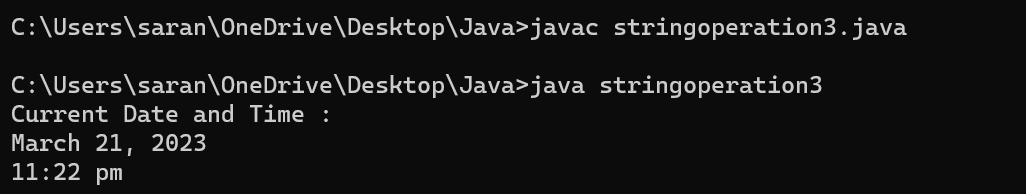 C:\Users\saran\OneDrive\Desktop\Java>javac stringoperation3.java
C:\Users\saran\OneDrive\Desktop\Java>java stringoperation3
Current Date and Time :
March 21, 2023
11:22 pm